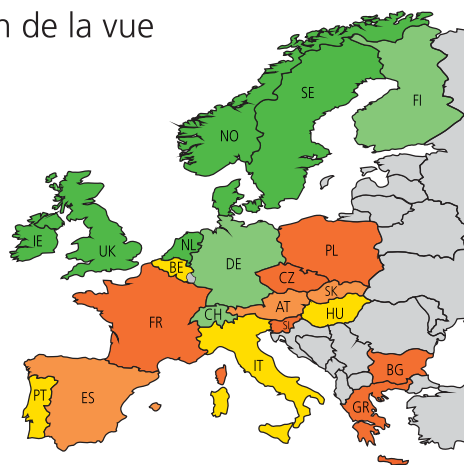 n de la vue
SE
FI
NO
IE
UK
NL
BE
DE
PL
CZ
SK
AT
HU
CH
SI
FR
IT
BG
PT
ES
GR